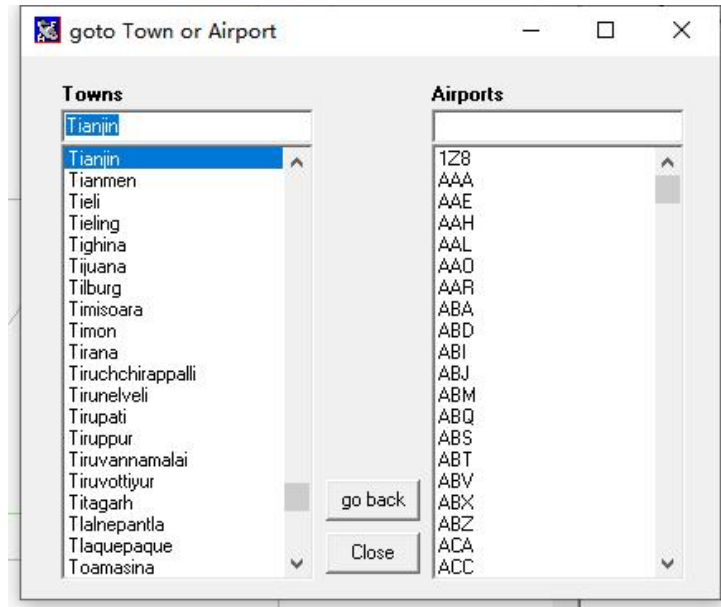 goto Town or Airport
Towns
Tianjin
Tianjin
Tianmen
Tieli
Tieling
Tighina
Tijuana
Tilburg
Timisoara
Timon
Tirana
Tiruchchirappalli
Tirunelveli
Tirupati
Tiruppur
Tiruvannamalai
Tiruvottiyur
Titagarh
Tlalnepantla
Tlaquepaque
Toamasina
go back
Close
Airports
1Z8
AAA
AAE
AAH
AAL
AAO
AAR
ABA
ABD
ABI
ABJ
ABM
ABQ
ABS
ABT
ABV
ABX
ABZ
ACA
ACC